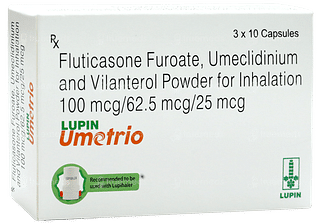 Rx
3 x 10 Capsules
Fluticasone Furoate, Umeclidinium
and Vilanterol Powder for Inhalation
100 mcg/62.5 mcg/25 mcg
LUPIN
Umetrio
Recommended to be
used with Lupihaler
LUPIN